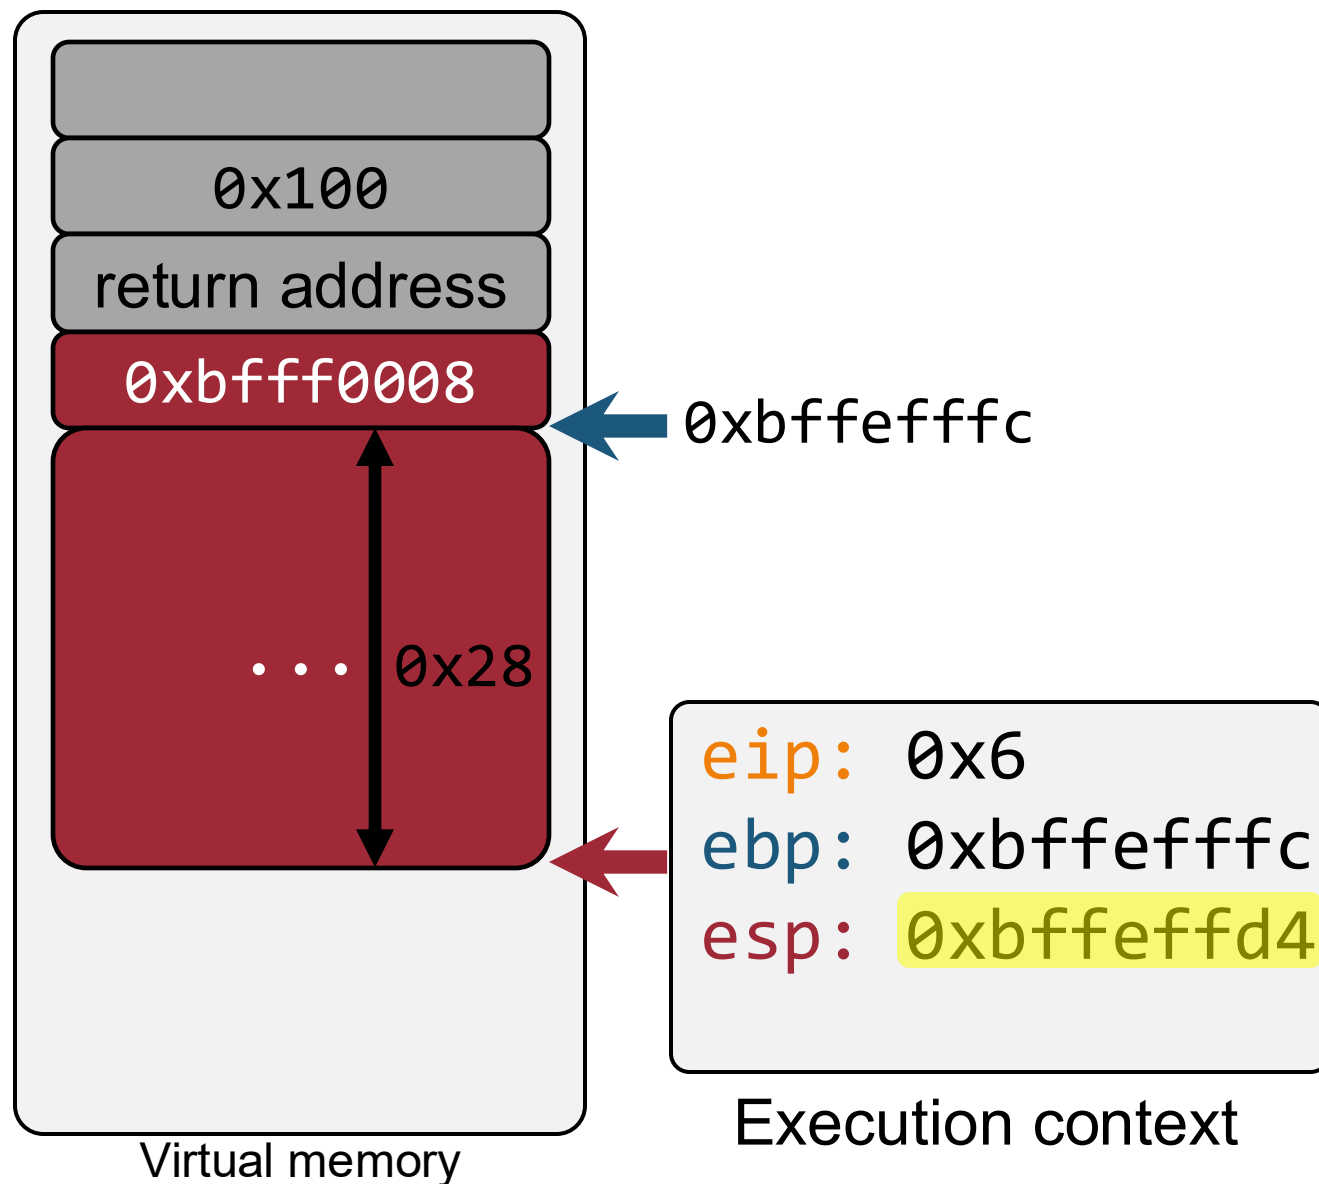 0x100
return address
0xbfff0008
0xbffefffc
... 0x28
eip: 0x6
ebp: 0xbffefffc
esp: 0xbffeffd4
Execution context
Virtual memory